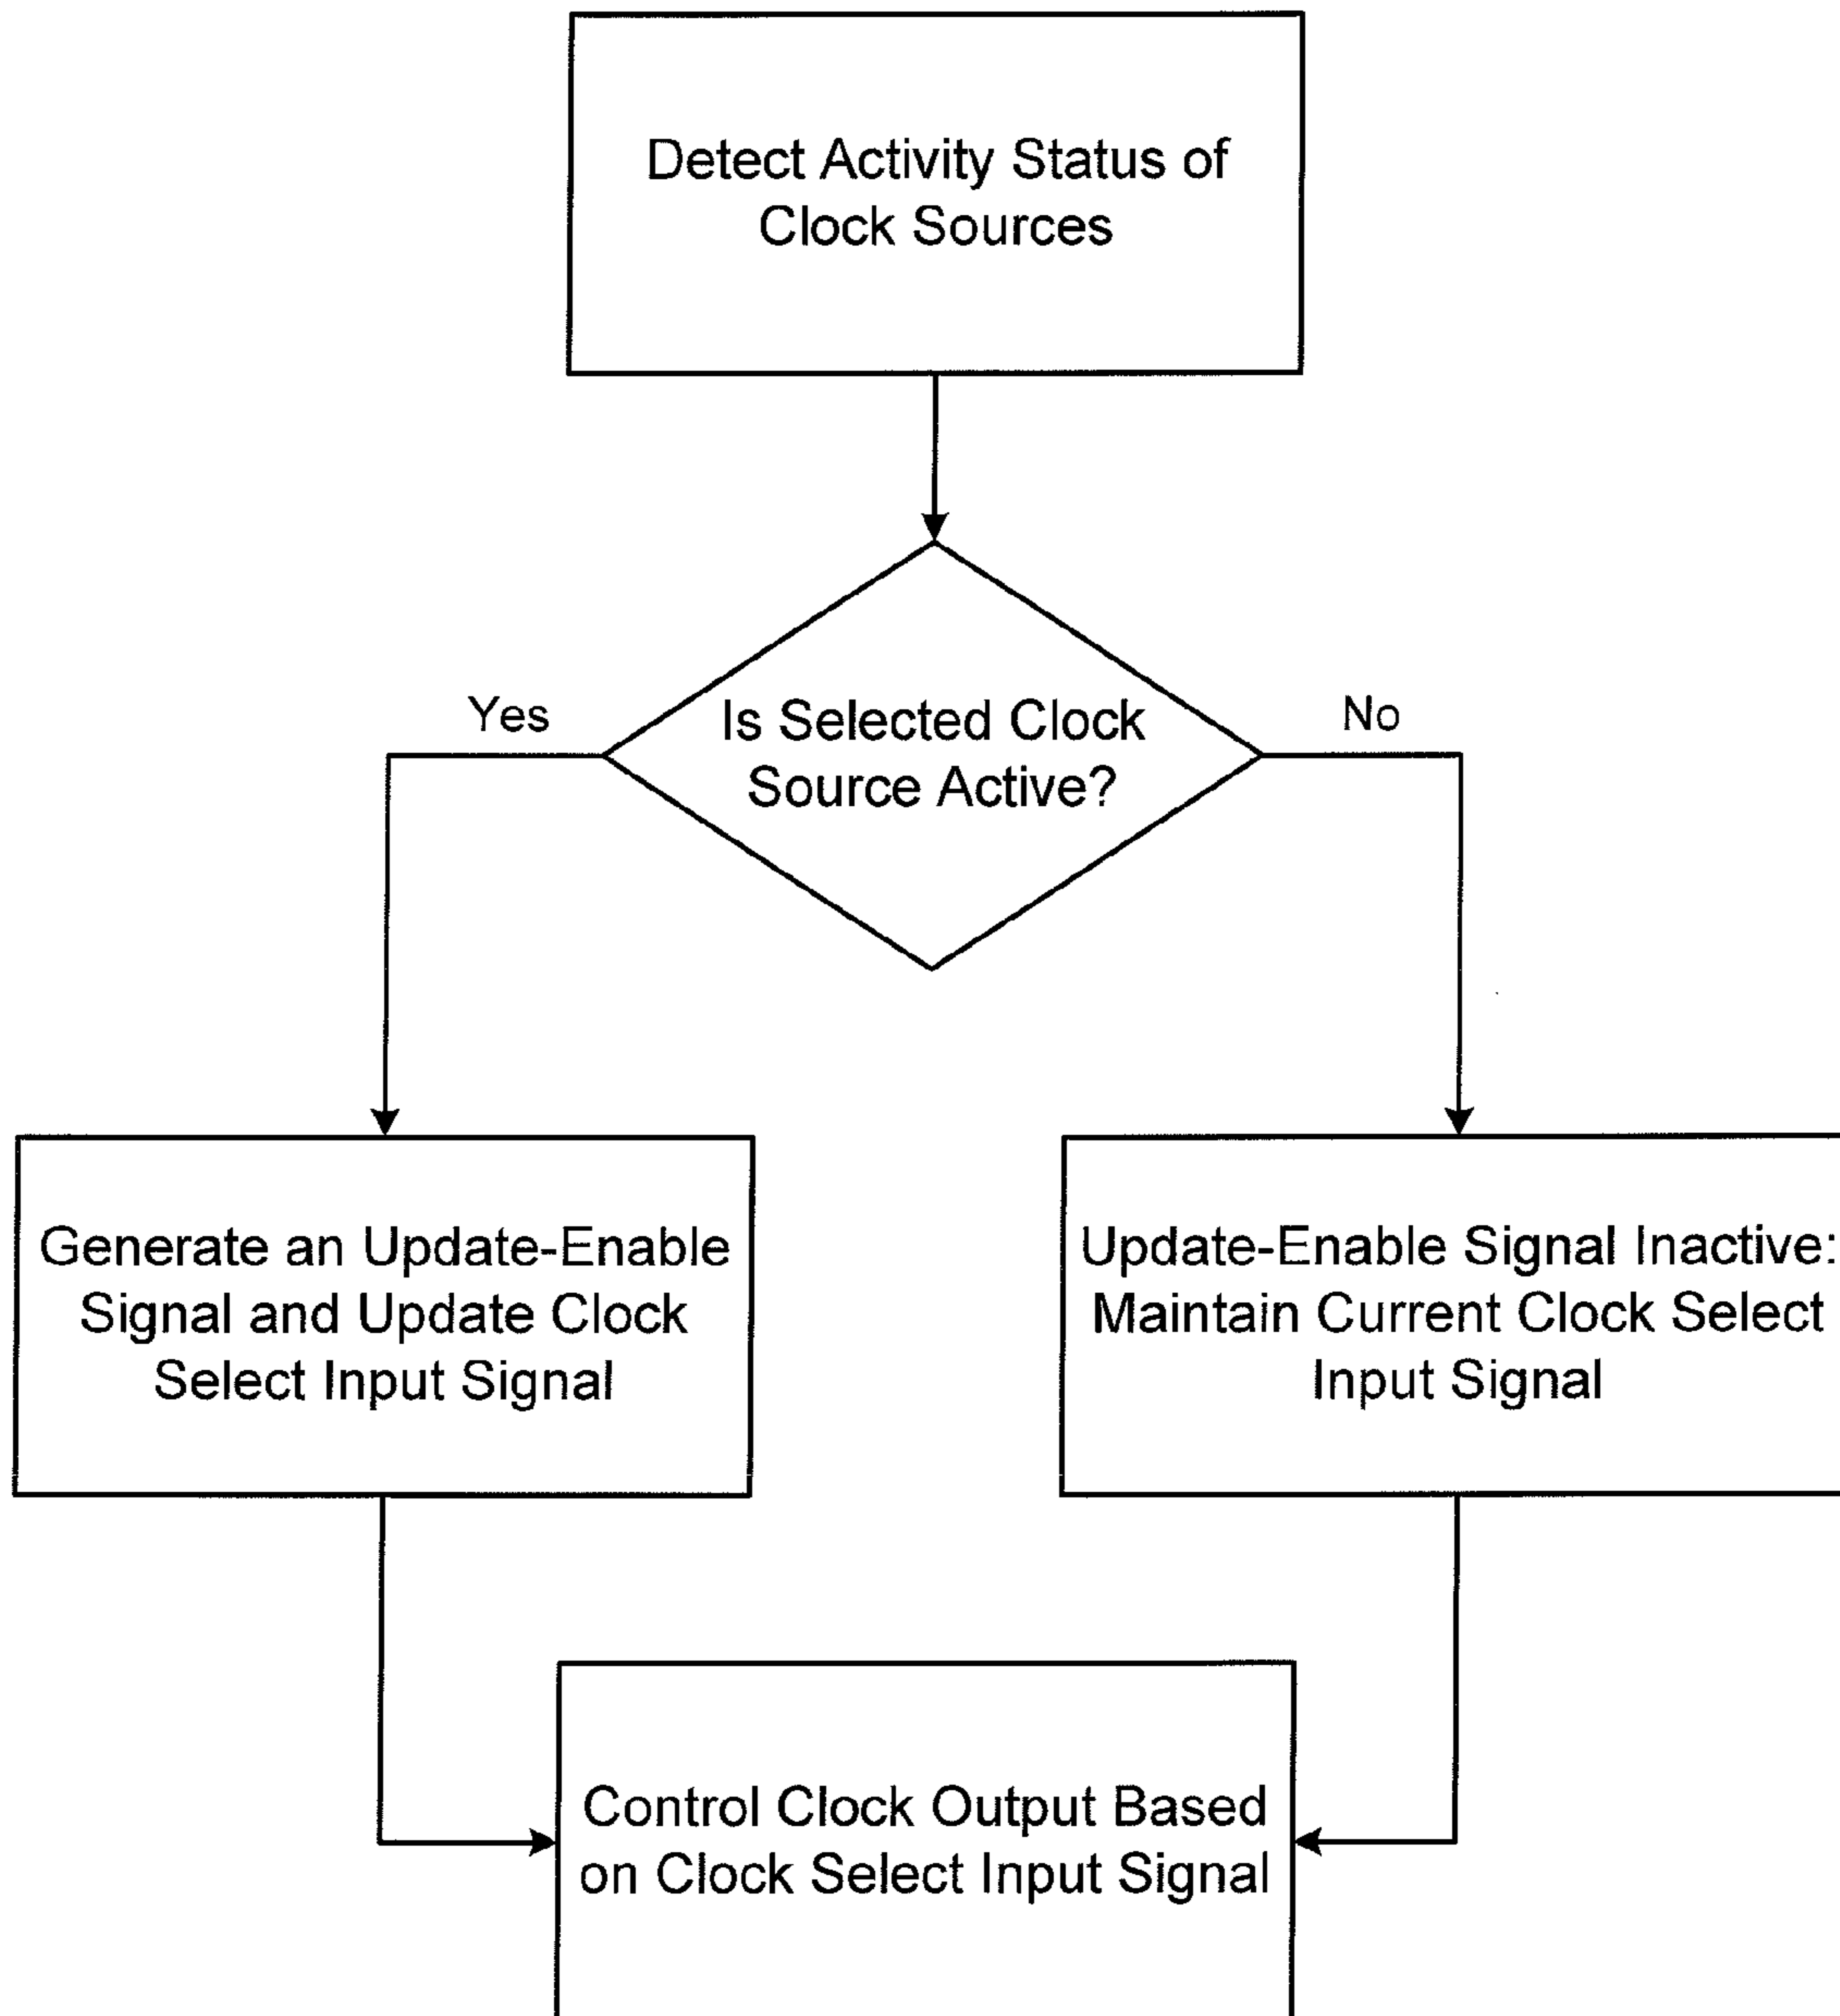 Detect Activity Status of
Clock Sources
Yes
Is Selected Clock
Source Active?
No
Generate an Update-Enable
Signal and Update Clock
Select Input Signal
Update-Enable Signal Inactive:
Maintain Current Clock Select
Input Signal
Control Clock Output Based
on Clock Select Input Signal